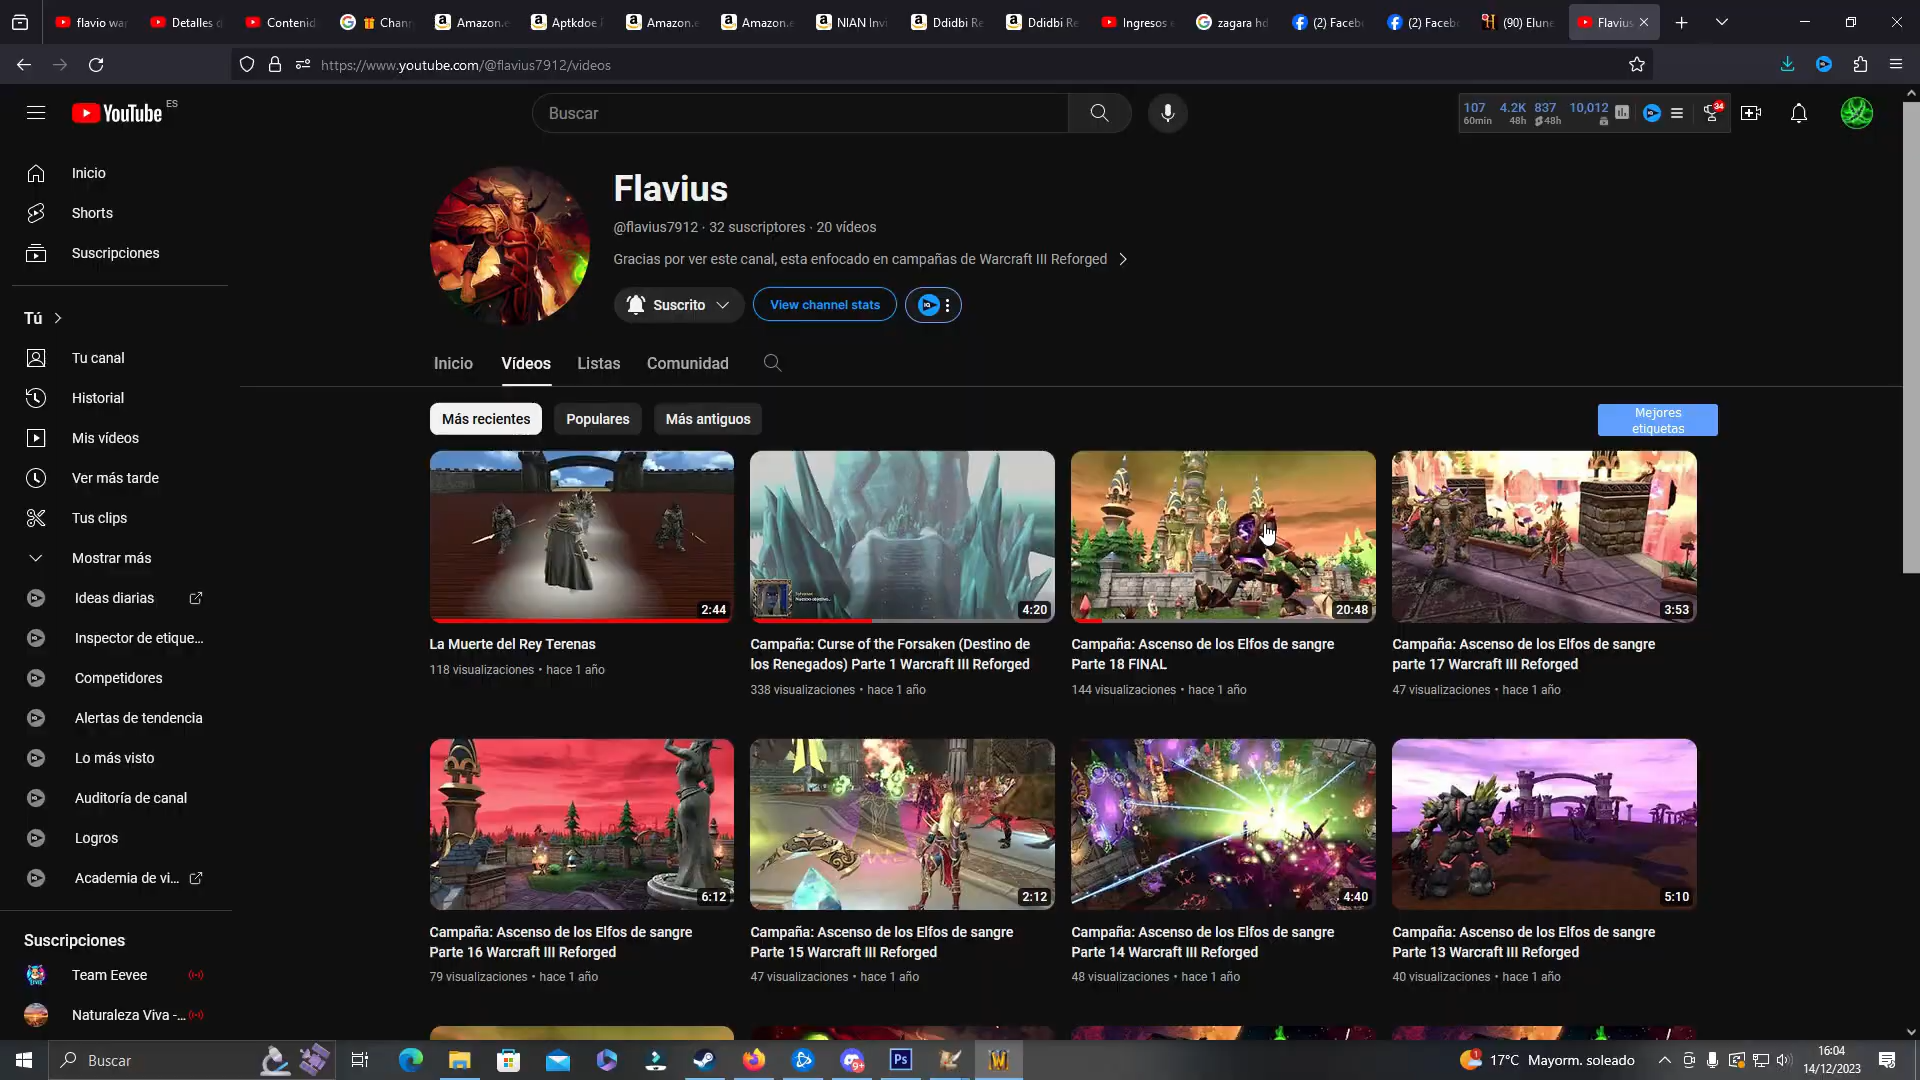 flavio war
Detalles d
Contenid
Chann
Amazon.e
Aptkdoe
Amazon.e
Amazon.e
NIAN Invi
Ddidbi Re
Ddidbi Re
Ingresos
zagara hd
(2) Faceb
(2) Faceb
(90) Elune
Flavius
https://www.youtube.com/@flavius7912/videos
YouTube ES
Buscar
107 4.2K 837 10,012
60min 48h 48h
34
Inicio
Shorts
Suscripciones
Tú
Tu canal
Historial
Mis vídeos
Ver más tarde
Tus clips
Mostrar más
Ideas diarias
Inspector de etique...
Competidores
Alertas de tendencia
Lo más visto
Auditoría de canal
Logros
Academia de vi...
Suscripciones
Team Eevee
Naturaleza Viva -...
Flavius
@flavius7912 · 32 suscriptores · 20 vídeos
Gracias por ver este canal, esta enfocado en campañas de Warcraft III Reforged
Suscrito
View channel stats
Inicio
Vídeos
Listas
Comunidad
Más recientes
Populares
Más antiguos
Mejores
etiquetas
2:44
4:20
20:48
3:53
La Muerte del Rey Terenas
118 visualizaciones • hace 1 año
Campaña: Curse of the Forsaken (Destino de
los Renegados) Parte 1 Warcraft III Reforged
338 visualizaciones • hace 1 año
Campaña: Ascenso de los Elfos de sangre
Parte 18 FINAL
144 visualizaciones • hace 1 año
Campaña: Ascenso de los Elfos de sangre
parte 17 Warcraft III Reforged
47 visualizaciones • hace 1 año
6:12
2:12
4:40
5:10
Campaña: Ascenso de los Elfos de sangre
Parte 16 Warcraft III Reforged
79 visualizaciones • hace 1 año
Campaña: Ascenso de los Elfos de sangre
Parte 15 Warcraft III Reforged
47 visualizaciones • hace 1 año
Campaña: Ascenso de los Elfos de sangre
Parte 14 Warcraft III Reforged
48 visualizaciones • hace 1 año
Campaña: Ascenso de los Elfos de sangre
Parte 13 Warcraft III Reforged
40 visualizaciones • hace 1 año
Buscar
9+
Ps
1
17°C Mayorm. soleado
16:04
14/12/2023